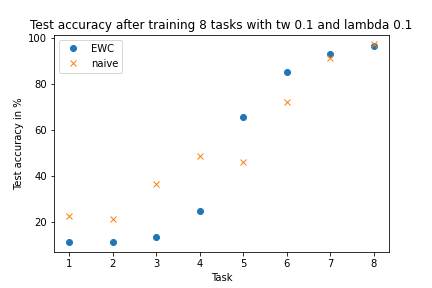 Test accuracy after training 8 tasks with tw 0.1 and lambda 0.1
100
80
60
40
20
Test accuracy in %
EWC
naive
1 2 3 4 5 6 7 8
Task